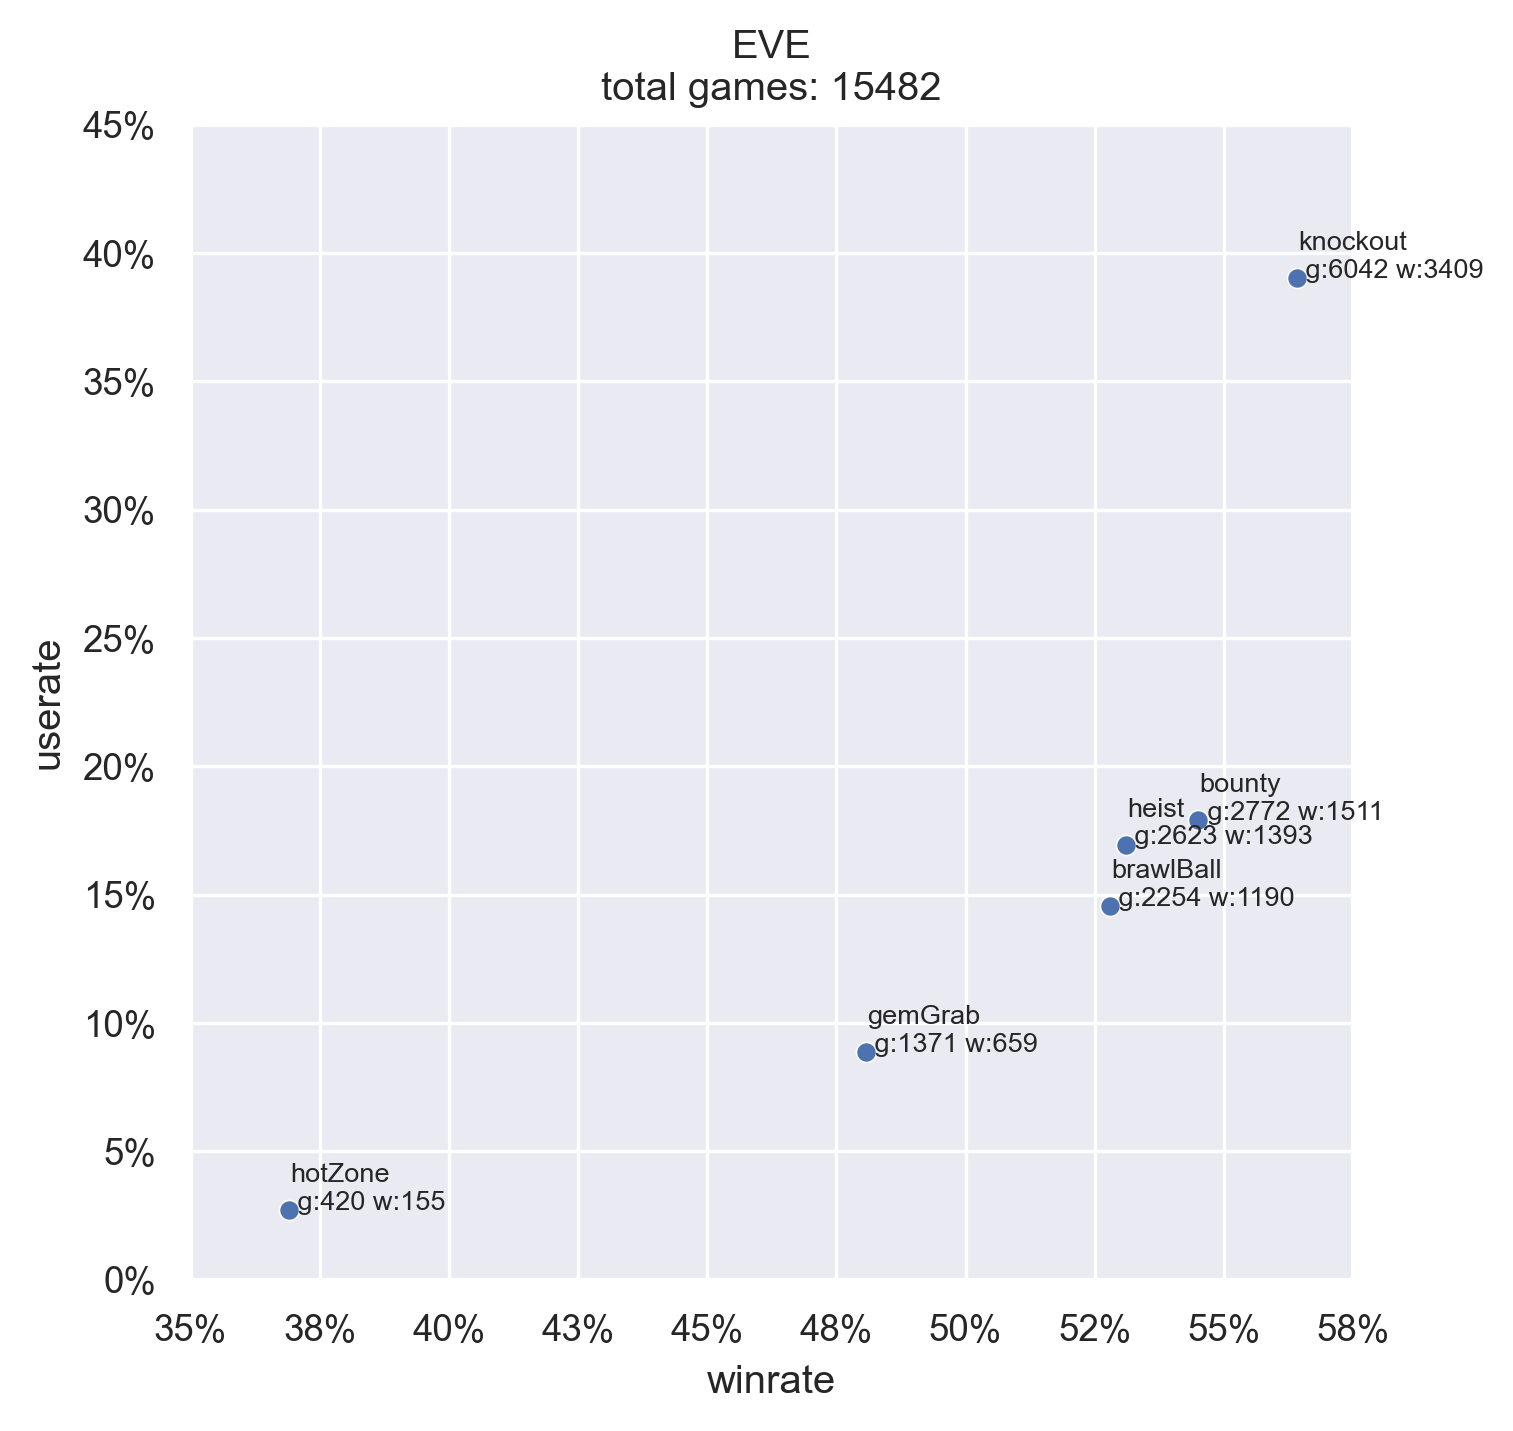 EVE
total games: 15482
45%
40%
35%
30%
25%
20%
15%
10%
5%
0%
userate
knockout
g:6042 w:3409
bounty
g:2772 w:1511
heist
g:2623 w:1393
brawlBall
g:2254 w:1190
gemGrab
g:1371 w:659
hotZone
g:420 w:155
35% 38% 40% 43% 45% 48% 50% 52% 55% 58%
winrate